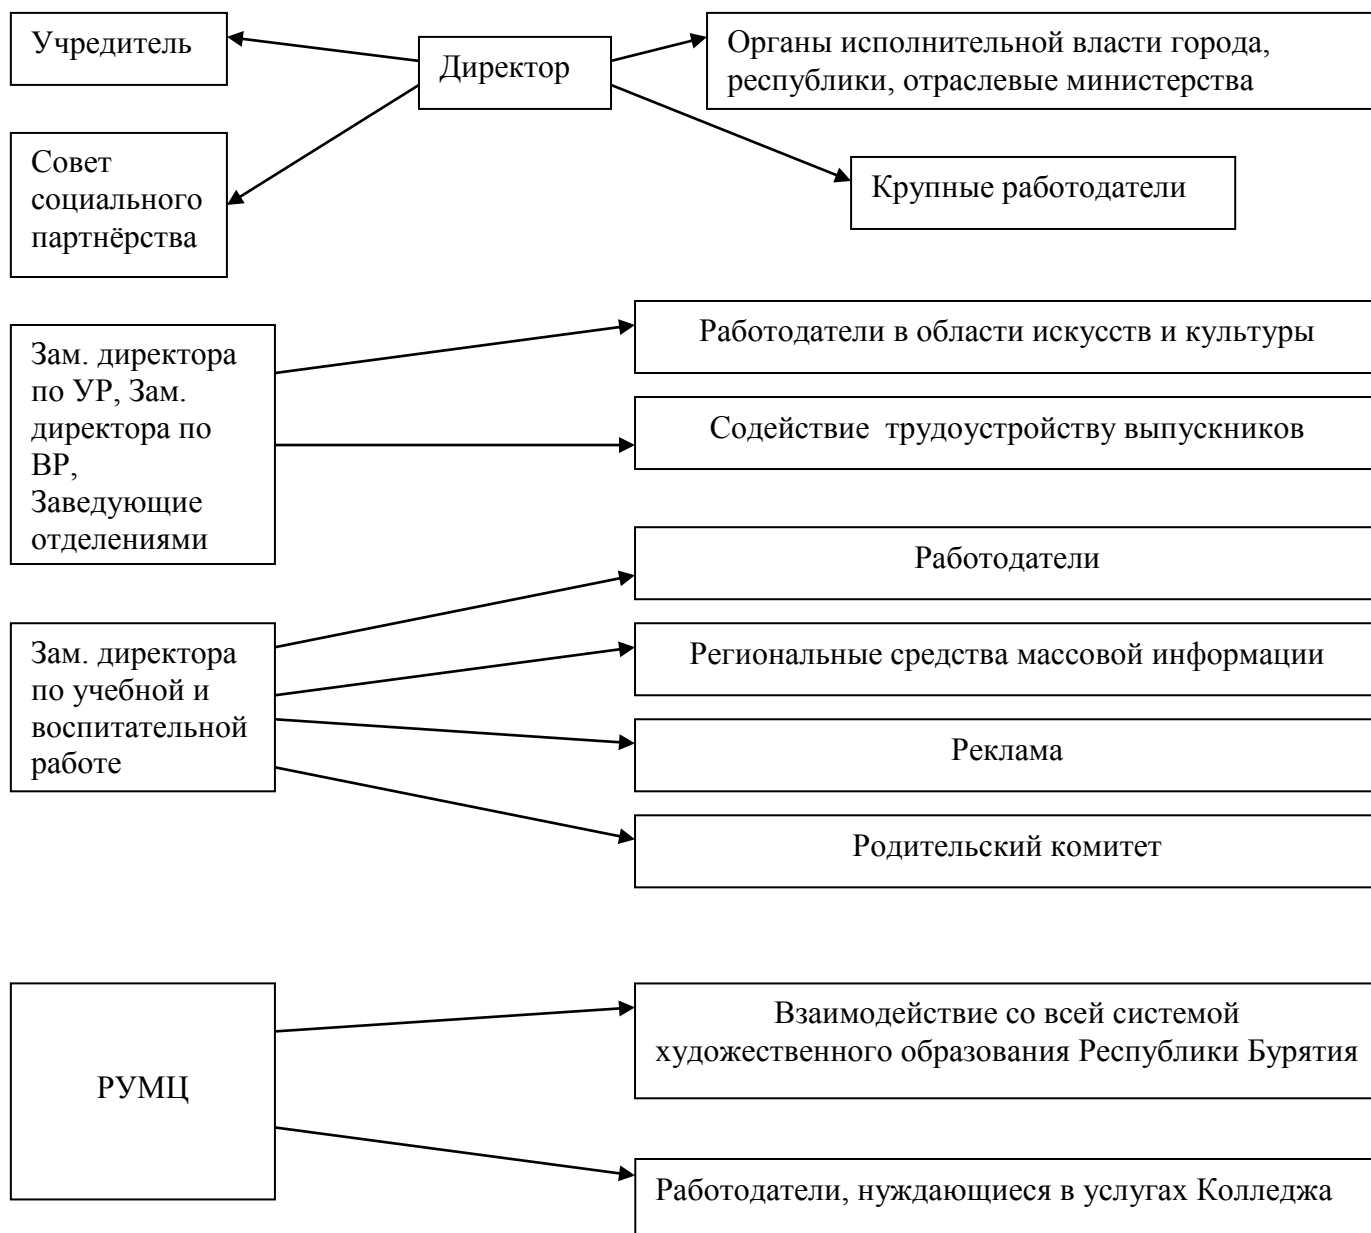 Учредитель
Директор
Органы исполнительной власти города,
республики, отраслевые министерства
Совет
социального
партнёрства
Крупные работодатели
Зам. директора
по УР, Зам.
директора по
ВР,
Заведующие
отделениями
Работодатели в области искусств и культуры
Содействие  трудоустройству выпускников
Зам. директора
по учебной и
воспитательной
работе
Работодатели
Региональные средства массовой информации
Реклама
Родительский комитет
РУМЦ
Взаимодействие со всей системой
художественного образования Республики Бурятия
Работодатели, нуждающиеся в услугах Колледжа